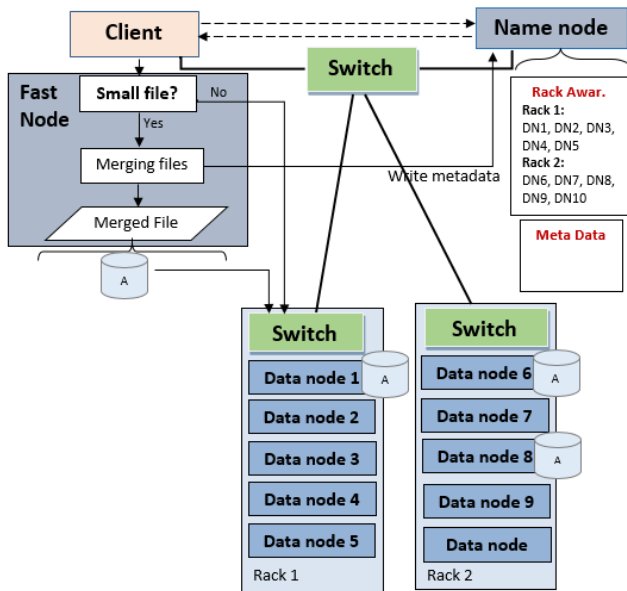 Client
Name node
Switch
Fast
Node
Small file?
No
Yes
Merging files
Write metadata
Merged File
A
Rack Awar.
Rack 1:
DN1, DN2, DN3,
DN4, DN5
Rack 2:
DN6, DN7, DN8,
DN9, DN10
Meta Data
Switch
Data node 1
A
Data node 2
Data node 3
Data node 4
Data node 5
Rack 1
Switch
Data node 6
A
Data node 7
Data node 8
A
Data node 9
Data node
Rack 2